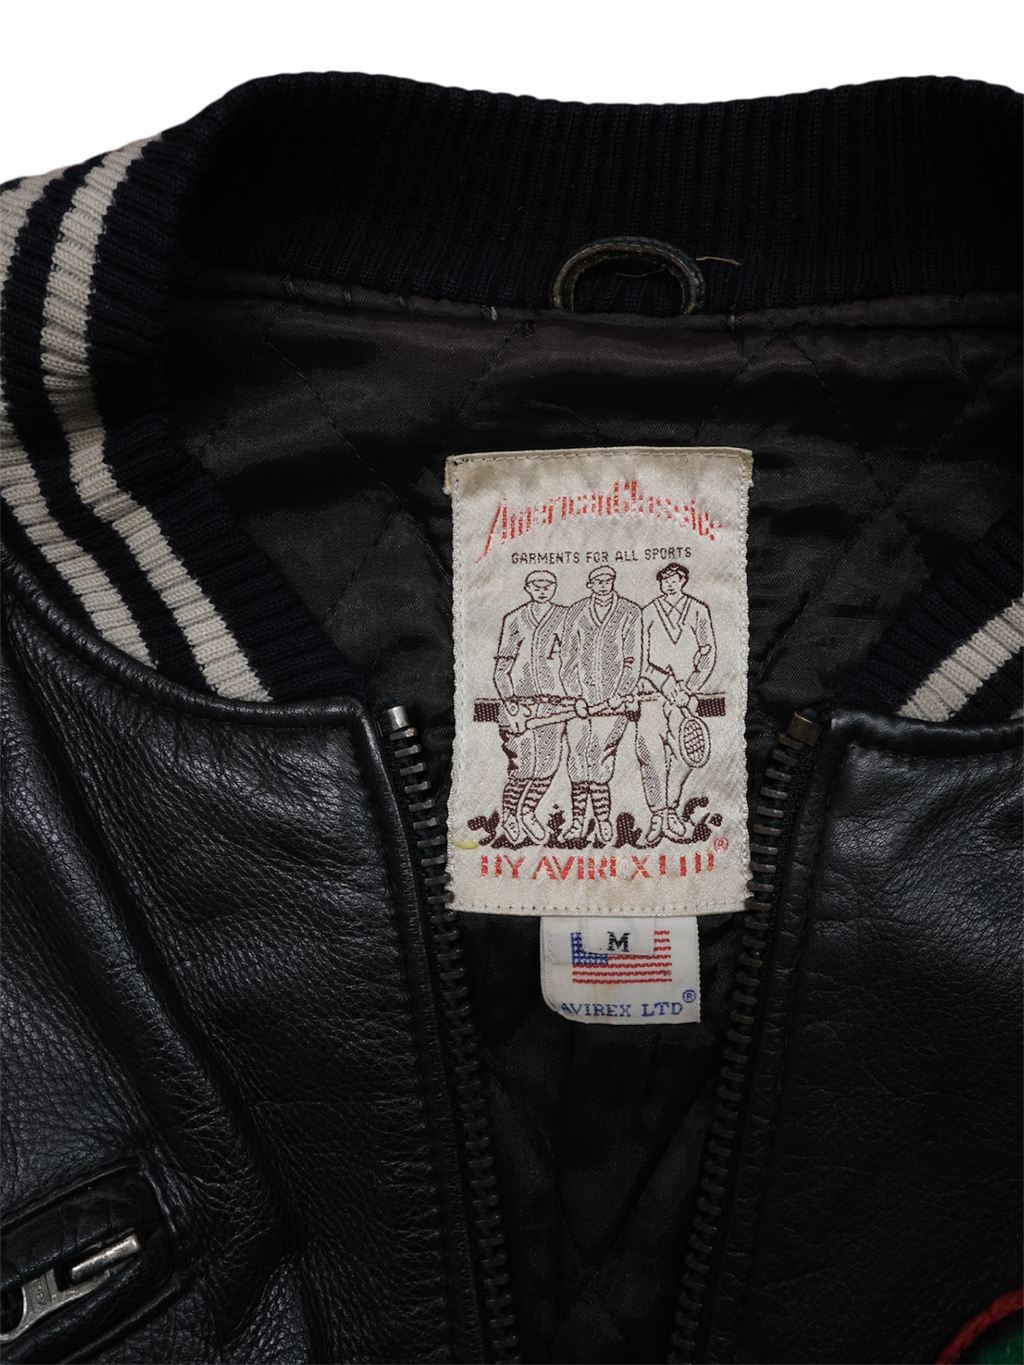 American Classics
GARMENTS FOR ALL SPORTS
A
BY AVIREX LTD ®
M
AVIREX LTD ®